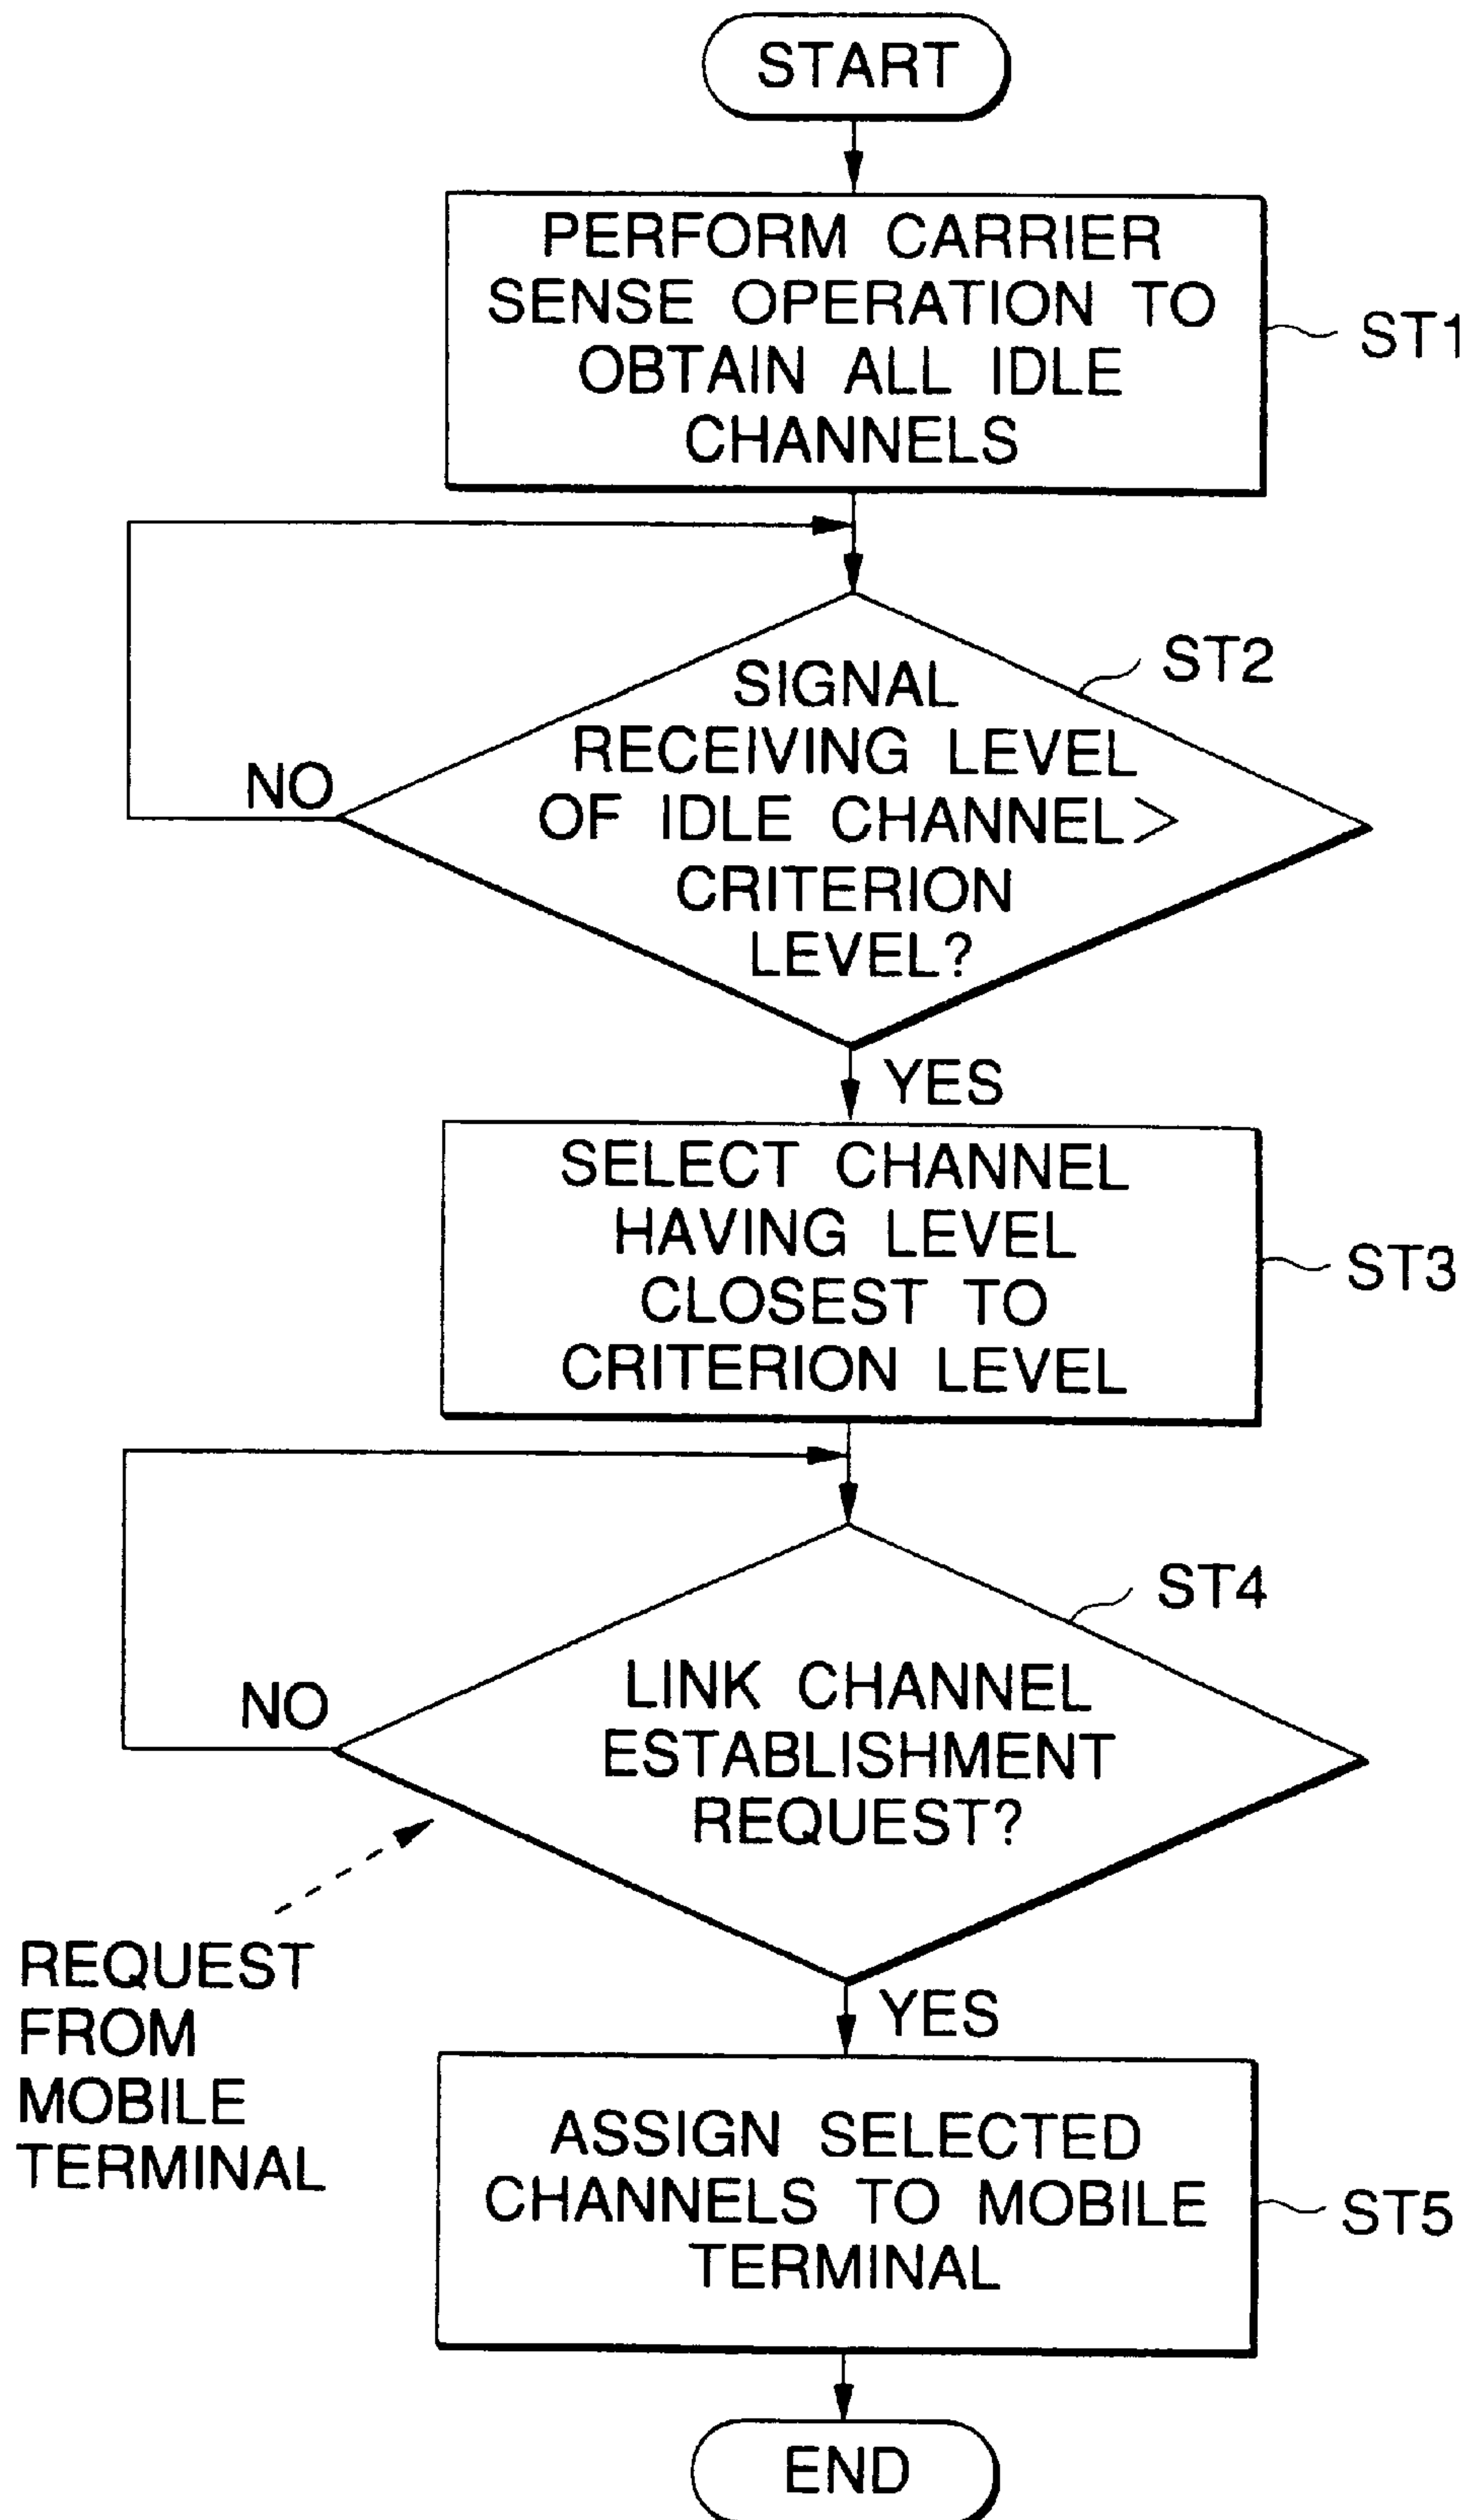 START
PERFORM CARRIER
SENSE OPERATION TO
OBTAIN ALL IDLE
CHANNELS
ST1
ST2
SIGNAL
RECEIVING LEVEL
OF IDLE CHANNEL>
CRITERION
LEVEL?
NO
YES
SELECT CHANNEL
HAVING LEVEL
CLOSEST TO
CRITERION LEVEL
ST3
ST4
LINK CHANNEL
ESTABLISHMENT
REQUEST?
NO
REQUEST
FROM
MOBILE
TERMINAL
YES
ASSIGN SELECTED
CHANNELS TO MOBILE
TERMINAL
ST5
END